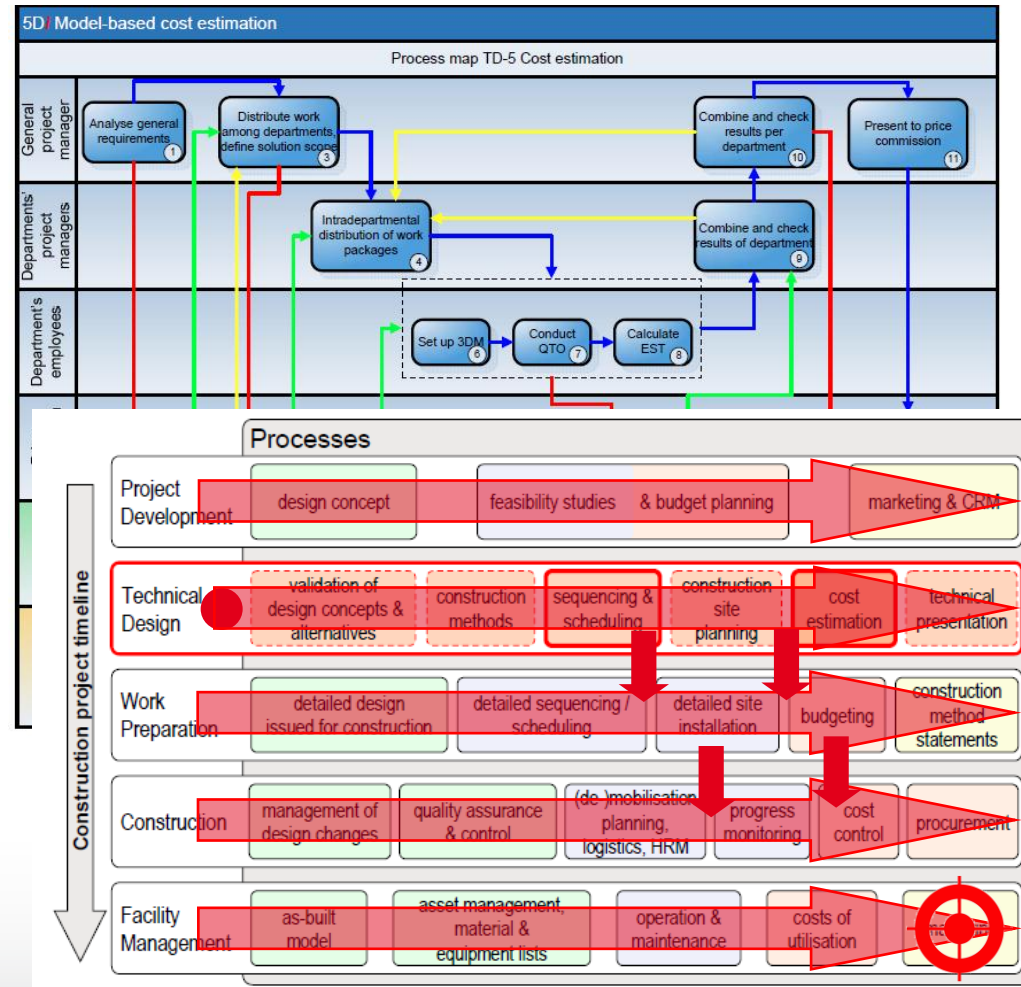 5D/ Model-based cost estimation
Process map TD-5 Cost estimation
General
project
manager
Analyse general
requirements
1
Distribute work
among departments,
define solution scope
3
Combine and check
results per
department
10
Present to price
commission
11
Departments'
project
managers
Intradepartmental
distribution of work
packages
4
Combine and check
results of department
9
Department's
employees
Set up 3DM
6
Conduct
QTO
7
Calculate
EST
8
Processes
Construction project timeline
Project
Development
design concept
feasibility studies & budget planning
marketing & CRM
Technical
Design
validation of
design concepts &
alternatives
construction
methods
sequencing &
scheduling
construction
site
planning
cost
estimation
technical
presentation
Work
Preparation
detailed design
issued for construction
detailed sequencing /
scheduling
detailed site
installation
budgeting
construction
method
statements
Construction
management of
design changes
quality assurance
& control
(de-)mobilisation
planning,
logistics, HRM
progress
monitoring
cost
control
procurement
Facility
Management
as-built
model
asset management,
material &
equipment lists
operation &
maintenance
costs of
utilisation